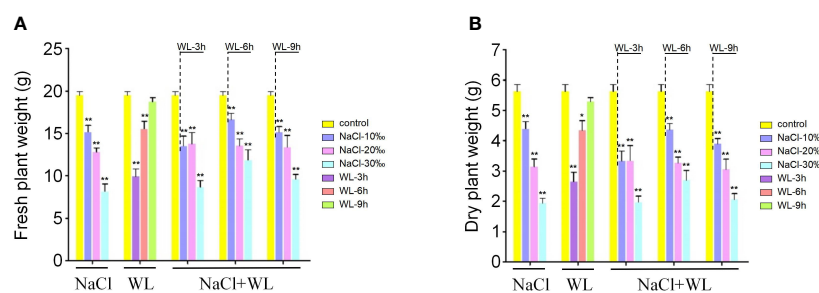 A
Fresh plant weight (g)
25
20
15
10
5
0
WL-3h WL-6h WL-9h
** ** ** ** ** ** ** ** ** ** ** ** ** **
NaCl WL NaCl+WL
control
NaCl-10‰
NaCl-20‰
NaCl-30‰
WL-3h
WL-6h
WL-9h
B
Dry plant weight (g)
7
6
5
4
3
2
1
0
WL-3h WL-6h WL-9h
** ** ** ** * ** ** ** ** ** ** ** ** **
NaCl WL NaCl+WL
control
NaCl-10%
NaCl-20%
NaCl-30%
WL-3h
WL-6h
WL-9h